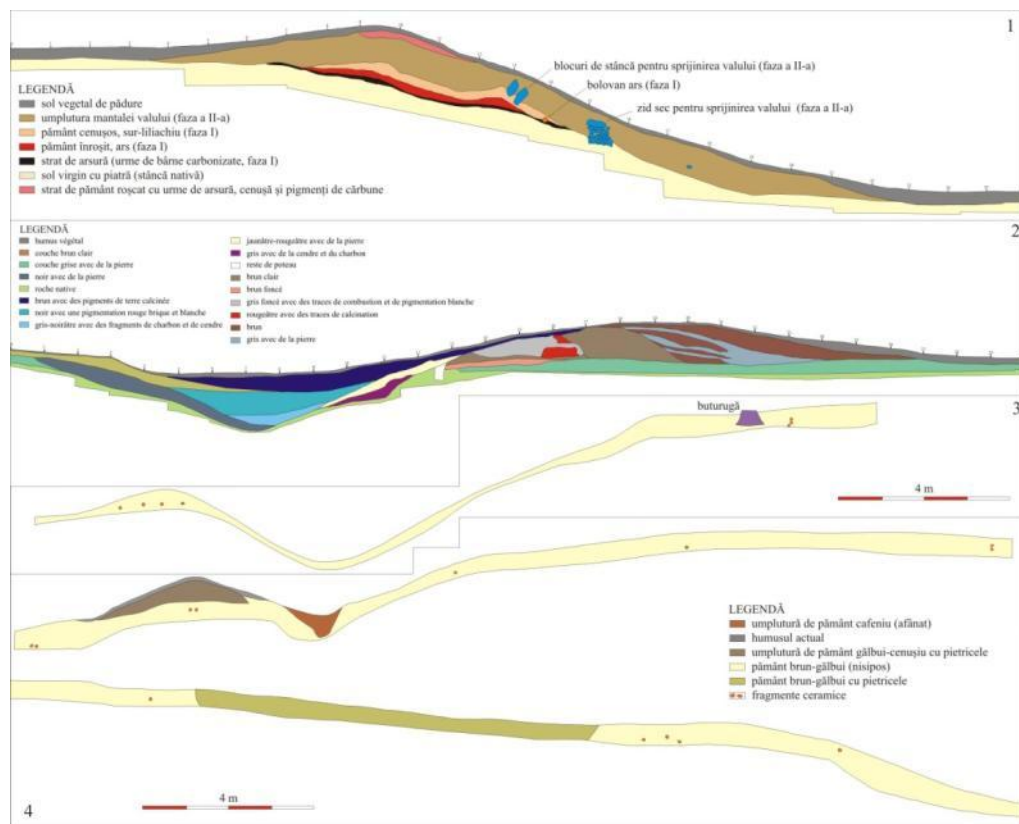 1
blocuri de stâncă pentru sprijinirea valului (faza a II-a)
bolovan ars (faza I)
zid sec pentru sprijinirea valului (faza a II-a)
LEGENDĂ
sol vegetal de pădure
umplutura mantalei valului (faza II-a)
pământ cenușos, sur-liliachiu (faza I)
pământ înroșit, ars (faza I)
strat de arsură (urme de bârne carbonizate, faza I)
sol virgin cu piatră (stâncă nativă)
strat de pământ roșcat cu urme de arsură, cenușă și pigmenți de cărbune
2
LEGENDĂ
humus végétal
couche brun clair
couche grise avec de la pierre
noir avec de la pierre
roche native
brun avec des pigments de terre calcinée
noir avec une pigmentation rouge brique et blanche
gris-noirâtre avec des fragments de charbon et de cendre
jaunâtre-rougeâtre avec de la pierre
gris avec de la cendre et du charbon
reste de poteau
brun clair
brun foncé
gris foncé avec des traces de combustion et de pigmentation blanche
rougeâtre avec des traces de calcination
brun
gris avec de la pierre
3
buturugă
4 m
LEGENDĂ
umplutură de pământ cafeniu (afânat)
humusul actual
umplutură de pământ gălbui-cenușiu cu pietricele
pământ brun-gălbui (nisipos)
pământ brun-gălbui cu pietricele
fragmente ceramice
4 m
4